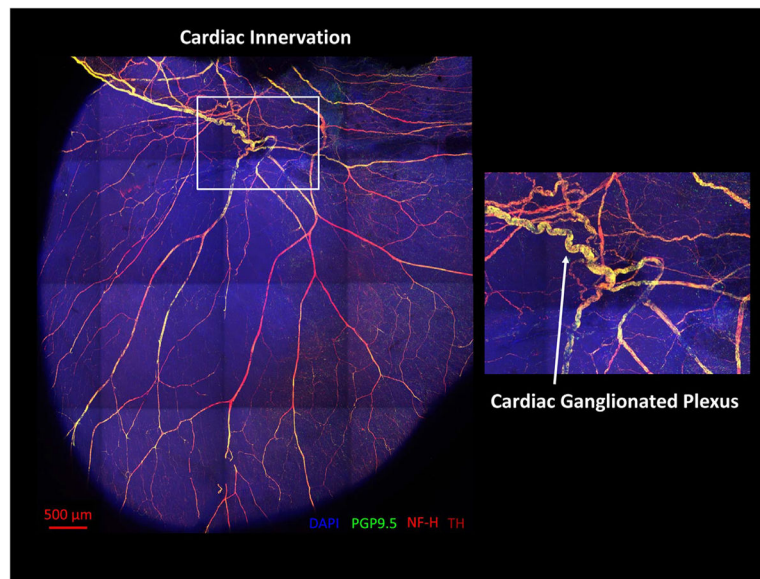 Cardiac Innervation
Cardiac Ganglionated Plexus
500 µm
DAPI PGP9.5 NF-H TH